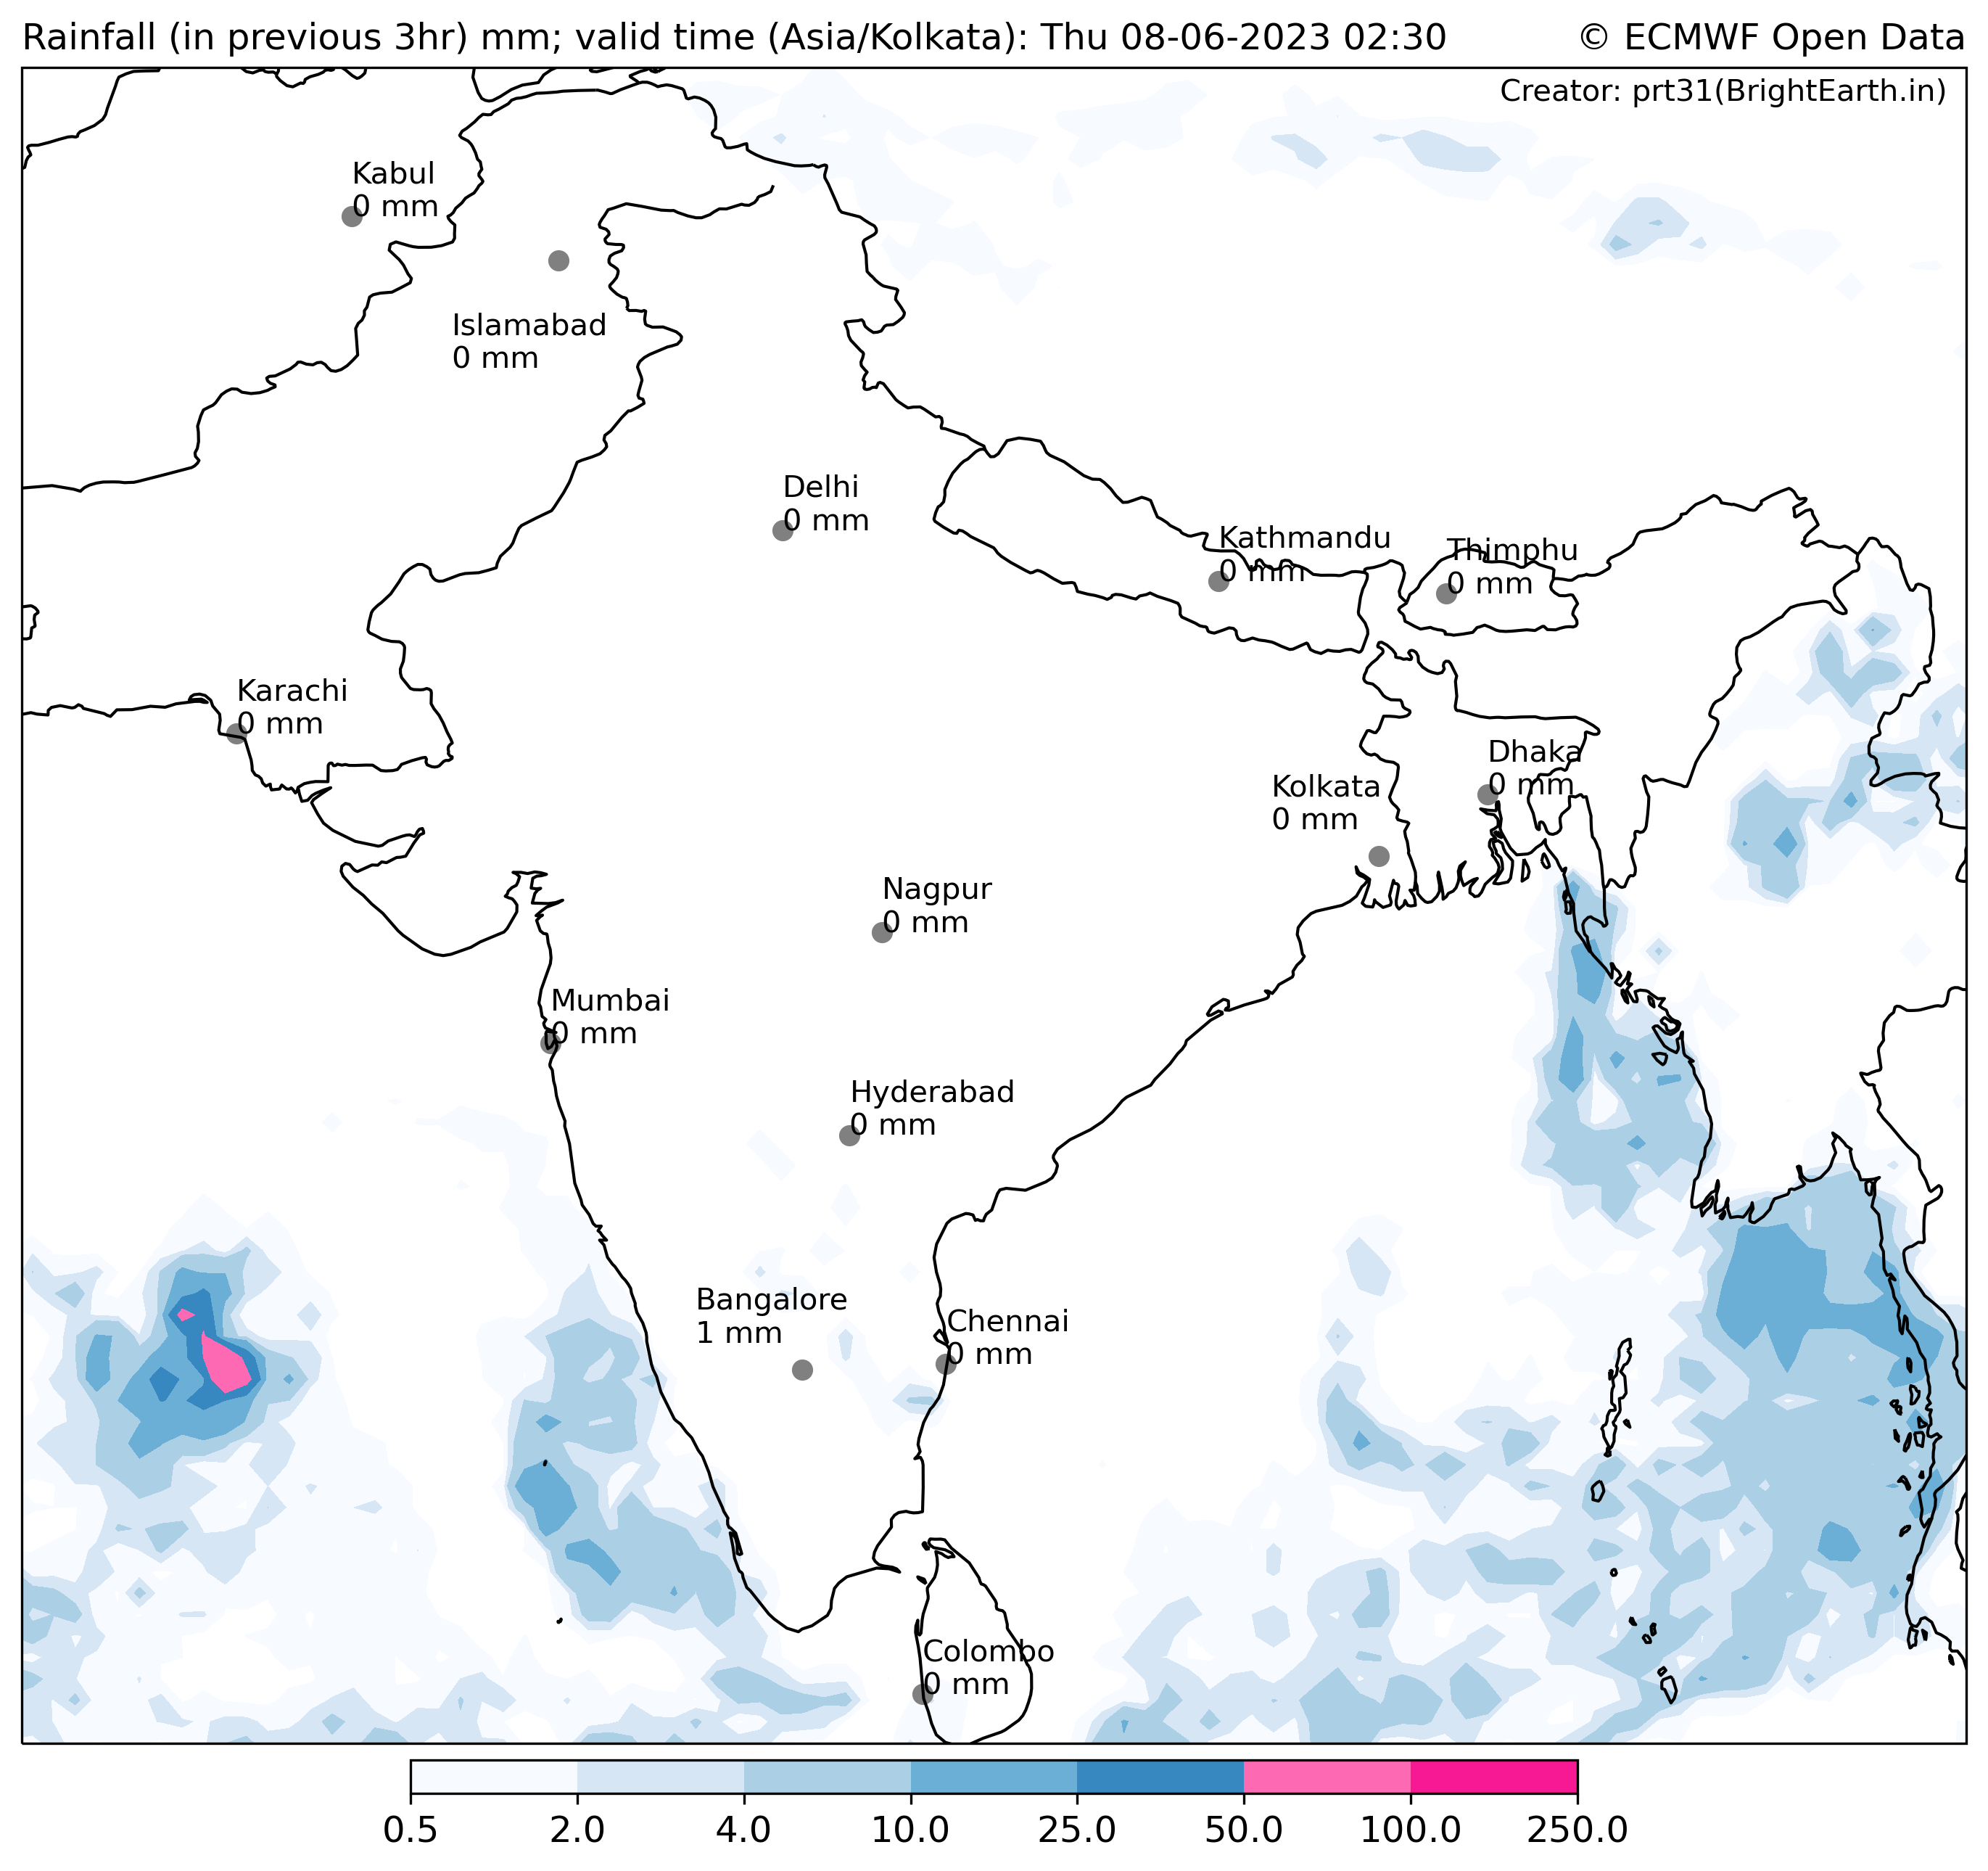 Rainfall (in previous 3hr) mm; valid time (Asia/Kolkata): Thu 08-06-2023 02:30
© ECMWF Open Data
Creator: prt31(BrightEarth.in)
Kabul
0 mm
Islamabad
0 mm
Delhi
0 mm
Kathmandu
0 mm
Thimphu
0 mm
Karachi
0 mm
Dhaka
0 mm
Kolkata
0 mm
Nagpur
0 mm
Mumbai
0 mm
Hyderabad
0 mm
Bangalore
1 mm
Chennai
0 mm
Colombo
0 mm
0.5 2.0 4.0 10.0 25.0 50.0 100.0 250.0